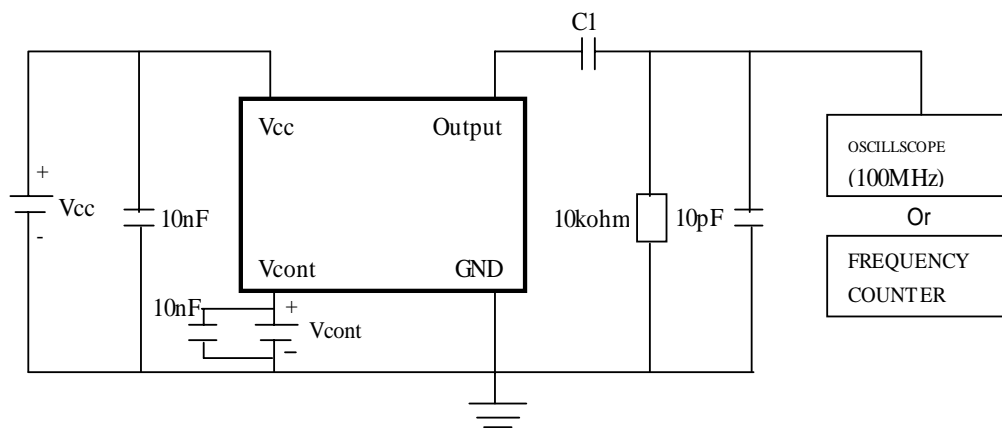 C1
Vcc
Output
OSCILLSCOPE
(100MHz)
+
Vcc
-
10nF
10kohm
10pF
Or
Vcont
GND
FREQUENCY
COUNTER
10nF
+
Vcont
−